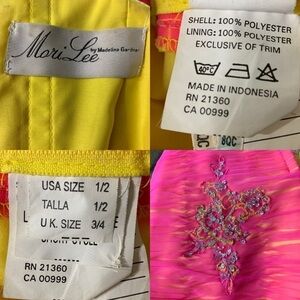 Mori Lee
by Madeline Gardner
SHELL: 100% POLYESTER
LINING: 100% POLYESTER
EXCLUSIVE OF TRIM
40°C
MADE IN INDONESIA
RN 21360
CA 00999
8QC
USA SIZE 1/2
TALLA 1/2
U.K. SIZE 3/4
RN 21360
CA 00999